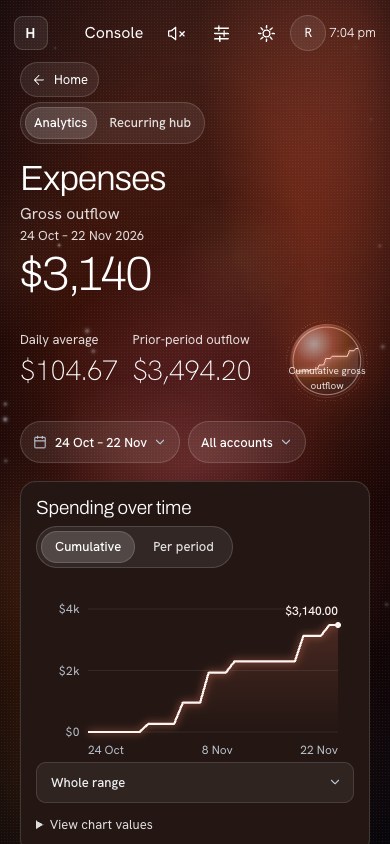 H
Console
R
7:04 pm
Home
Analytics
Recurring hub
Expenses
Gross outflow
24 Oct – 22 Nov 2026
$3,140
Daily average
Prior-period outflow
$104.67
$3,494.20
Cumulative gross
outflow
24 Oct – 22 Nov
All accounts
Spending over time
Cumulative
Per period
$4k
$3,140.00
$2k
$0
24 Oct
8 Nov
22 Nov
Whole range
View chart values